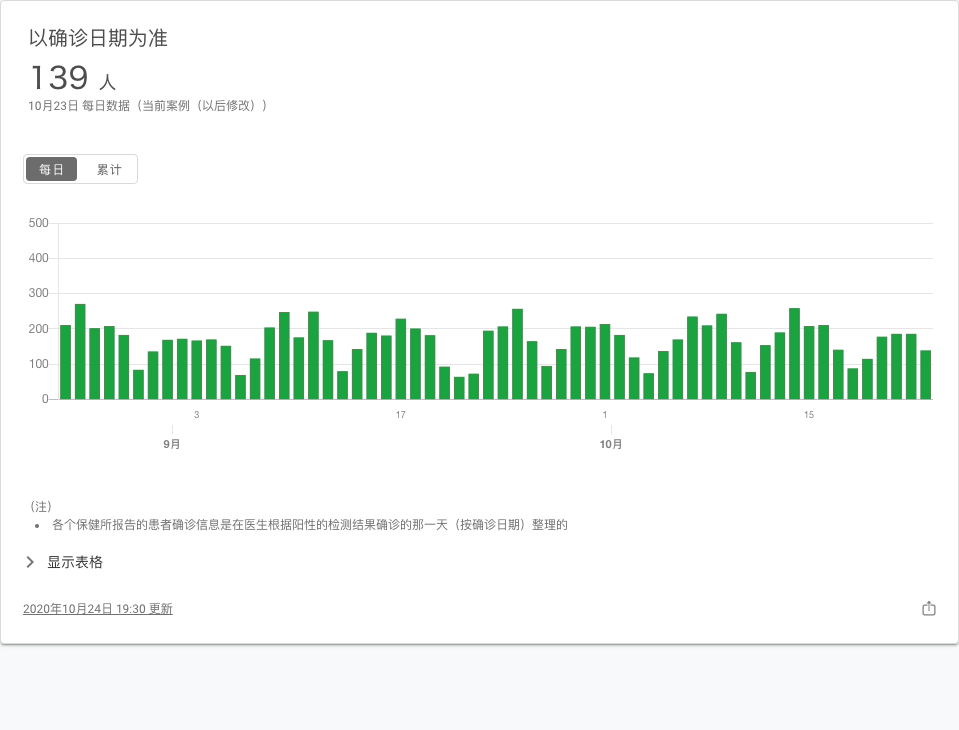 以确诊日期为准
139 人
10月23日 每日数据（当前案例（以后修改））
每日 累计
500
400
300
200
100
0
3 17 1 15
9月 10月
（注）
• 各个保健所报告的患者确诊信息是在医生根据阳性的检测结果确诊的那一天（按确诊日期）整理的
显示表格
2020年10月24日 19:30 更新